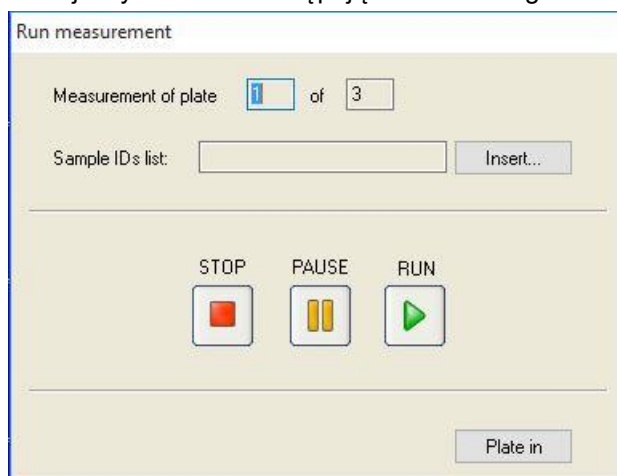 Run measurement
Measurement of plate 1 of 3
Sample IDs list: Insert...
STOP PAUSE RUN
Plate in